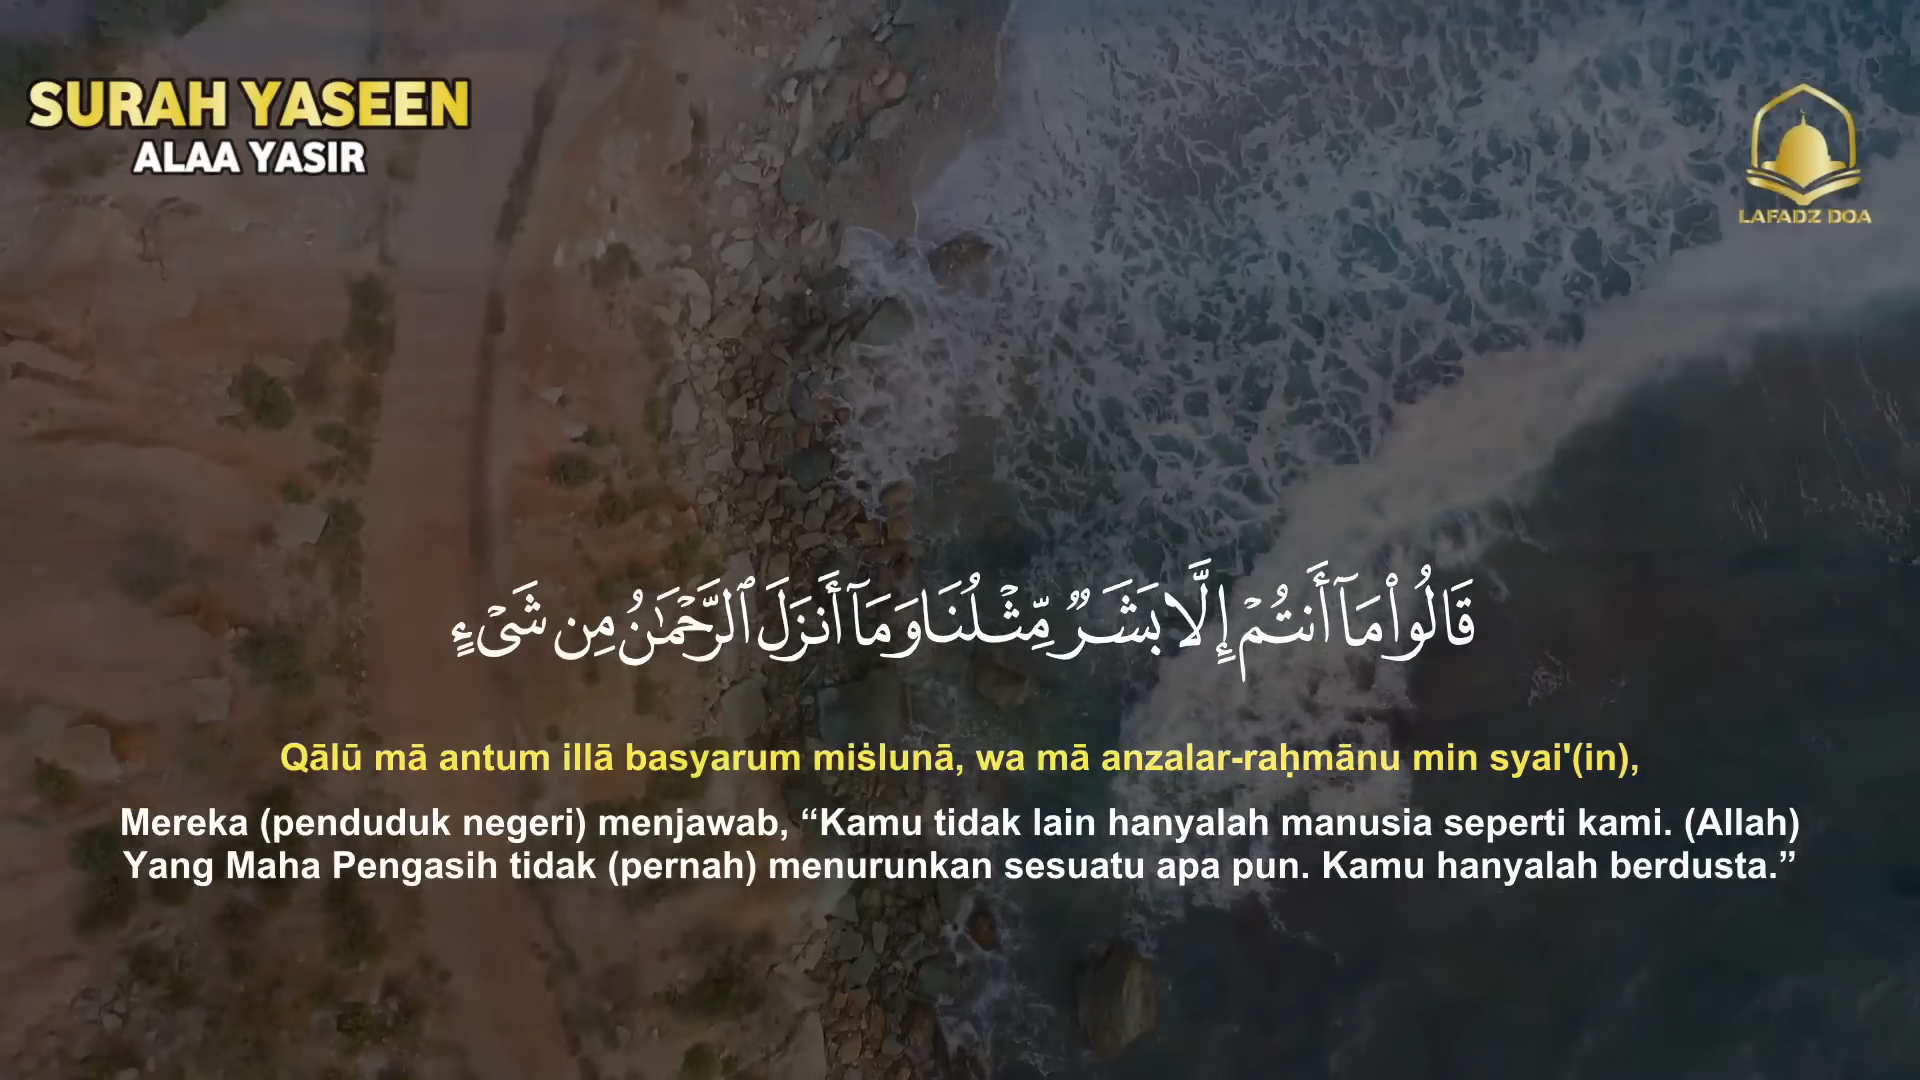 SURAH YASEEN
ALAA YASIR
LAFADZ DOA
قَالُوا۟ مَآ أَنتُمْ إِلَّا بَشَرٌ مِّثْلُنَا وَمَآ أَنزَلَ ٱلرَّحْمَٰنُ مِن شَىْءٍ
Qālū mā antum illā basyarum miṡlunā, wa mā anzalar-raḥmānu min syai'(in),
Mereka (penduduk negeri) menjawab, “Kamu tidak lain hanyalah manusia seperti kami. (Allah)
Yang Maha Pengasih tidak (pernah) menurunkan sesuatu apa pun. Kamu hanyalah berdusta.”